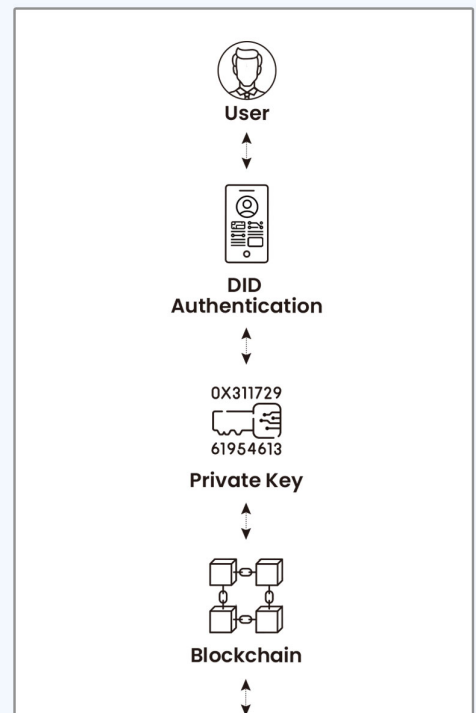 User
DID
Authentication
0X311729
61954613
Private Key
Blockchain